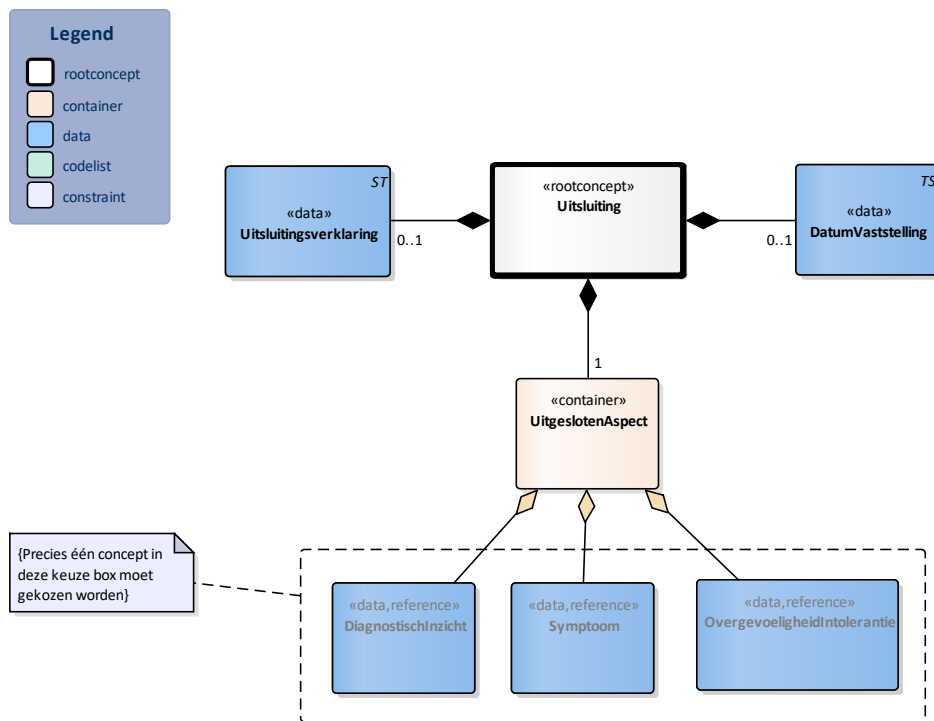 Legend
rootconcept
container
data
codelist
constraint
ST
«data»
Uitsluitingsverklaring
0..1
«rootconcept»
Uitsluiting
TS
«data»
DatumVaststelling
0..1
1
«container»
UitgeslotenAspect
{Precies één concept in
deze keuze box moet
gekozen worden}
«data,reference»
DiagnostischInzicht
«data,reference»
Symptoom
«data,reference»
OvergevoeligheidIntolerantie